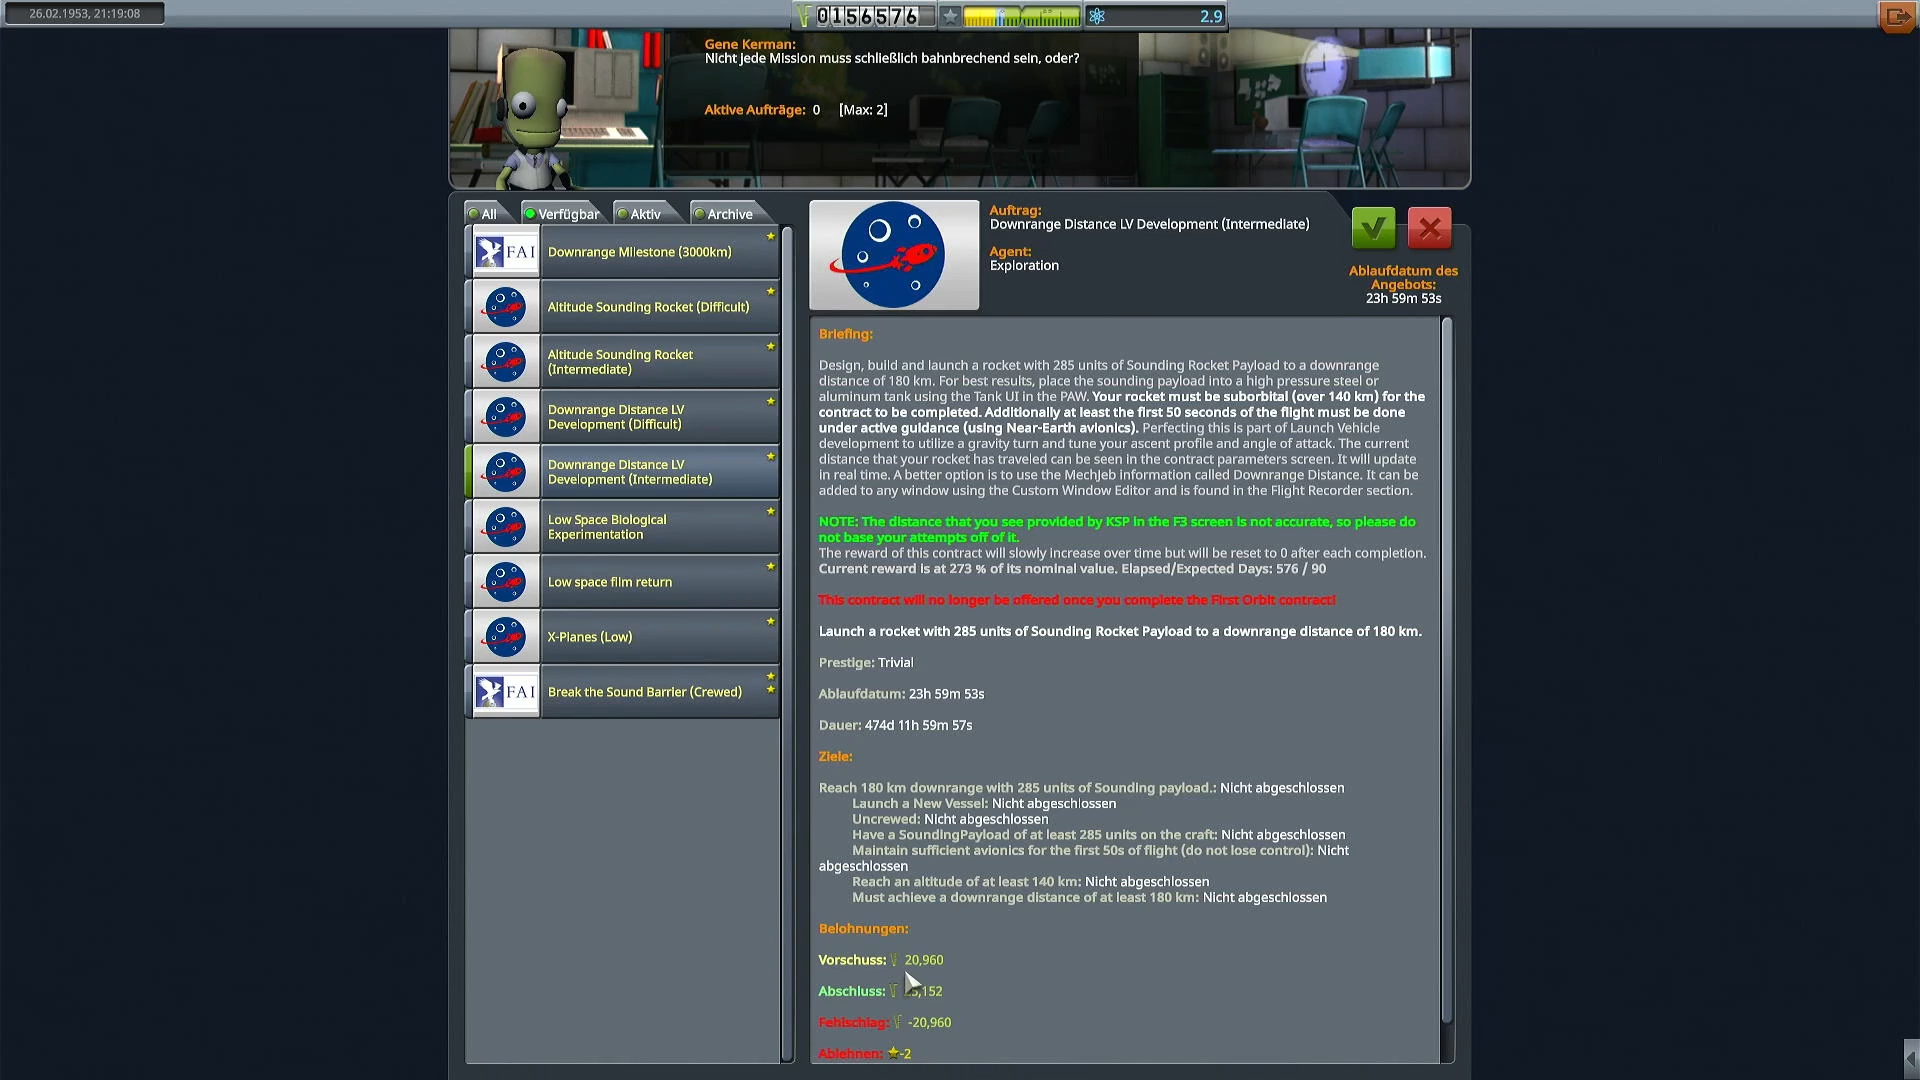 26.02.1953, 21:19:08
0156576
2.9
Gene Kerman:
Nicht jede Mission muss schließlich bahnbrechend sein, oder?
Aktive Aufträge: 0 [Max: 2]
All
Verfügbar
Aktiv
Archive
FAI
Downrange Milestone (3000km)
Altitude Sounding Rocket (Difficult)
Altitude Sounding Rocket
(Intermediate)
Downrange Distance LV
Development (Difficult)
Downrange Distance LV
Development (Intermediate)
Low Space Biological
Experimentation
Low space film return
X-Planes (Low)
FAI
Break the Sound Barrier (Crewed)
Auftrag:
Downrange Distance LV Development (Intermediate)
Agent:
Exploration
Ablaufdatum des
Angebots:
23h 59m 53s
Briefing:
Design, build and launch a rocket with 285 units of Sounding Rocket Payload to a downrange
distance of 180 km. For best results, place the sounding payload into a high pressure steel or
aluminum tank using the Tank UI in the PAW. Your rocket must be suborbital (over 140 km) for the
contract to be completed. Additionally at least the first 50 seconds of the flight must be done
under active guidance (using Near-Earth avionics). Perfecting this is part of Launch Vehicle
development to utilize a gravity turn and tune your ascent profile and angle of attack. The current
distance that your rocket has traveled can be seen in the contract parameters screen. It will update
in real time. A better option is to use the MechJeb information called Downrange Distance. It can be
added to any window using the Custom Window Editor and is found in the Flight Recorder section.
NOTE: The distance that you see provided by KSP in the F3 screen is not accurate, so please do
not base your attempts off of it.
The reward of this contract will slowly increase over time but will be reset to 0 after each completion.
Current reward is at 273 % of its nominal value. Elapsed/Expected Days: 576 / 90
This contract will no longer be offered once you complete the First Orbit contract!
Launch a rocket with 285 units of Sounding Rocket Payload to a downrange distance of 180 km.
Prestige: Trivial
Ablaufdatum: 23h 59m 53s
Dauer: 474d 11h 59m 57s
Ziele:
Reach 180 km downrange with 285 units of Sounding payload.: Nicht abgeschlossen
Launch a New Vessel: Nicht abgeschlossen
Uncrewed: Nicht abgeschlossen
Have a SoundingPayload of at least 285 units on the craft: Nicht abgeschlossen
Maintain sufficient avionics for the first 50s of flight (do not lose control): Nicht
abgeschlossen
Reach an altitude of at least 140 km: Nicht abgeschlossen
Must achieve a downrange distance of at least 180 km: Nicht abgeschlossen
Belohnungen:
Vorschuss: 20,960
Abschluss:
Fehlschlag: -20,960
Ablehnen: -2